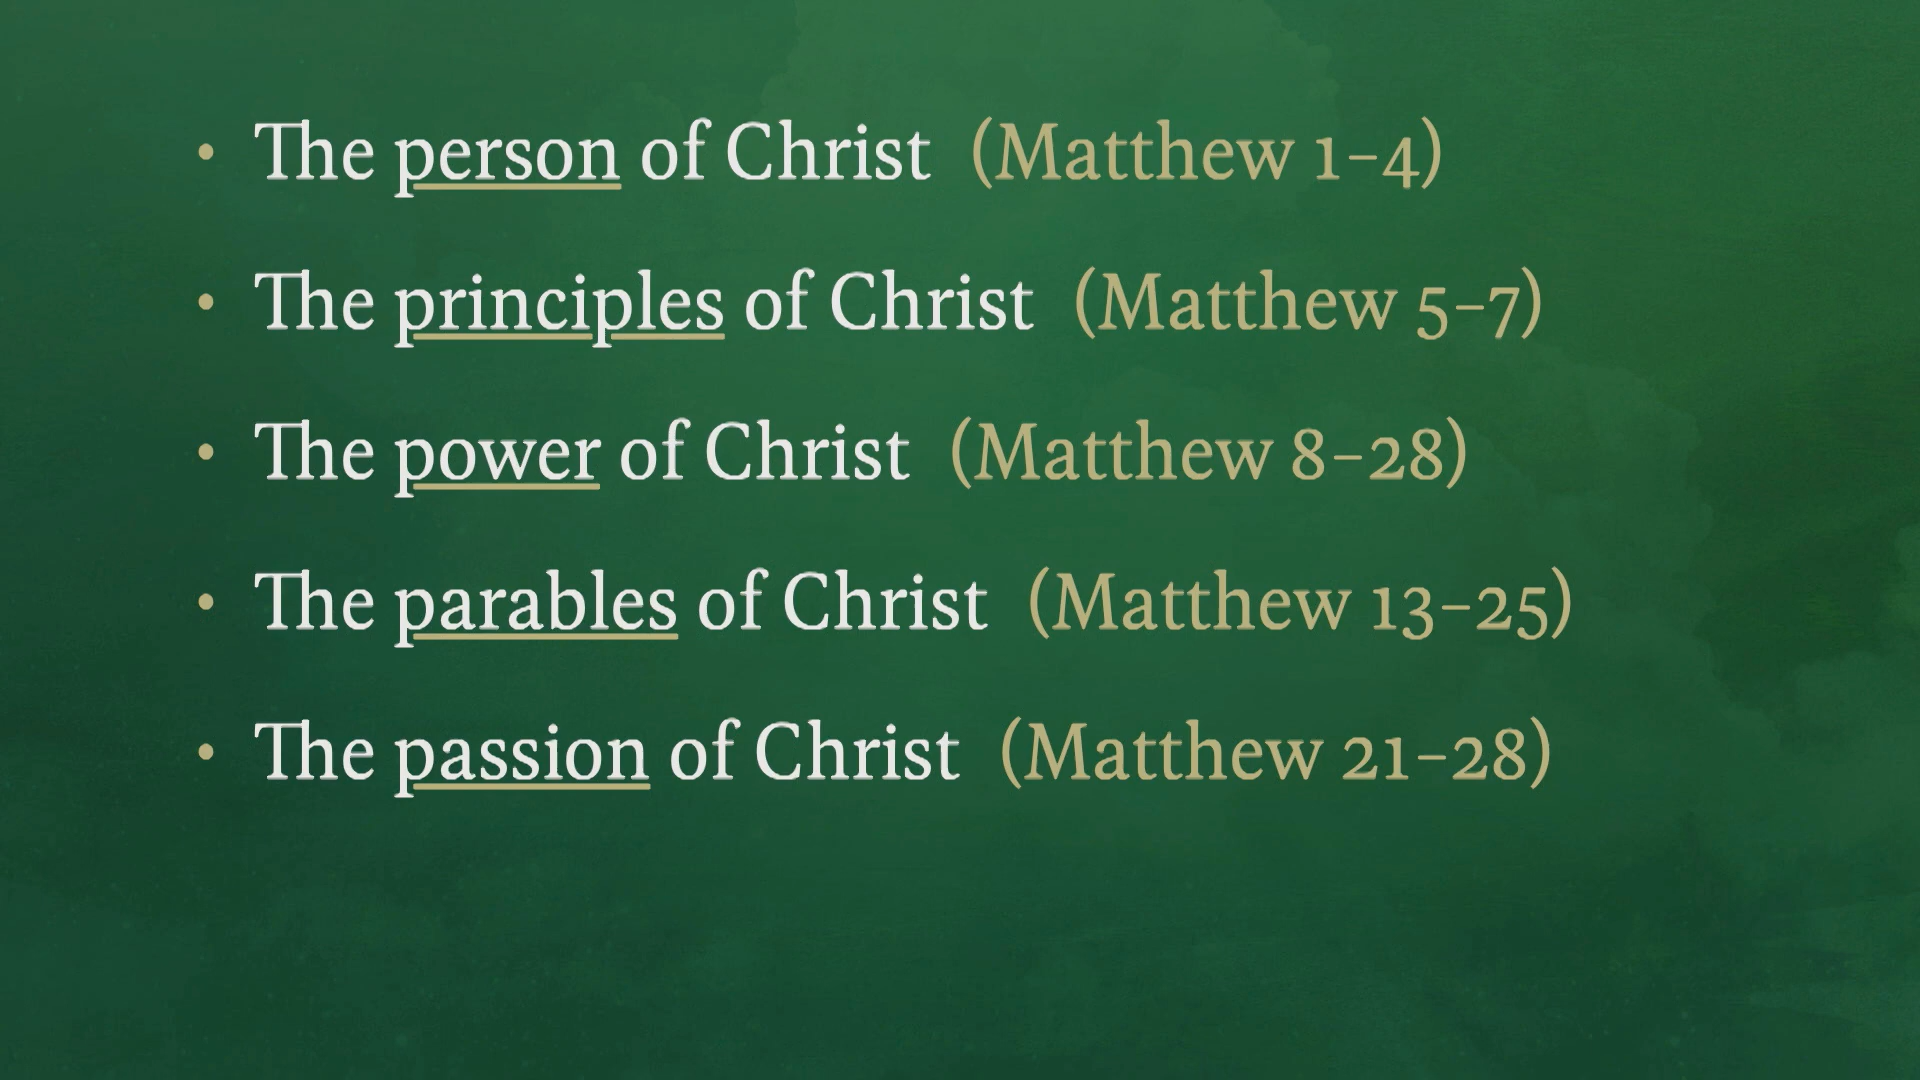 • The person of Christ (Matthew 1–4)
• The principles of Christ (Matthew 5–7)
• The power of Christ (Matthew 8–28)
• The parables of Christ (Matthew 13–25)
• The passion of Christ (Matthew 21–28)